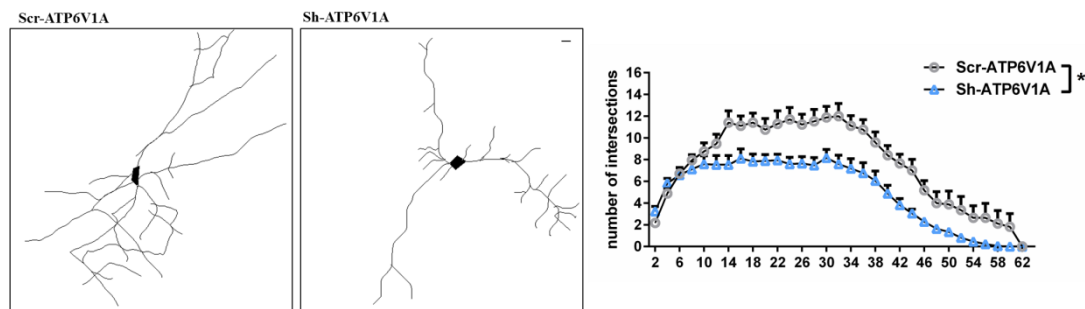 Scr-ATP6V1A
Sh-ATP6V1A
Scr-ATP6V1A
Sh-ATP6V1A
*
number of intersections
16
14
12
10
8
6
4
2
0
2 6 10 14 18 22 26 30 34 38 42 46 50 54 58 62